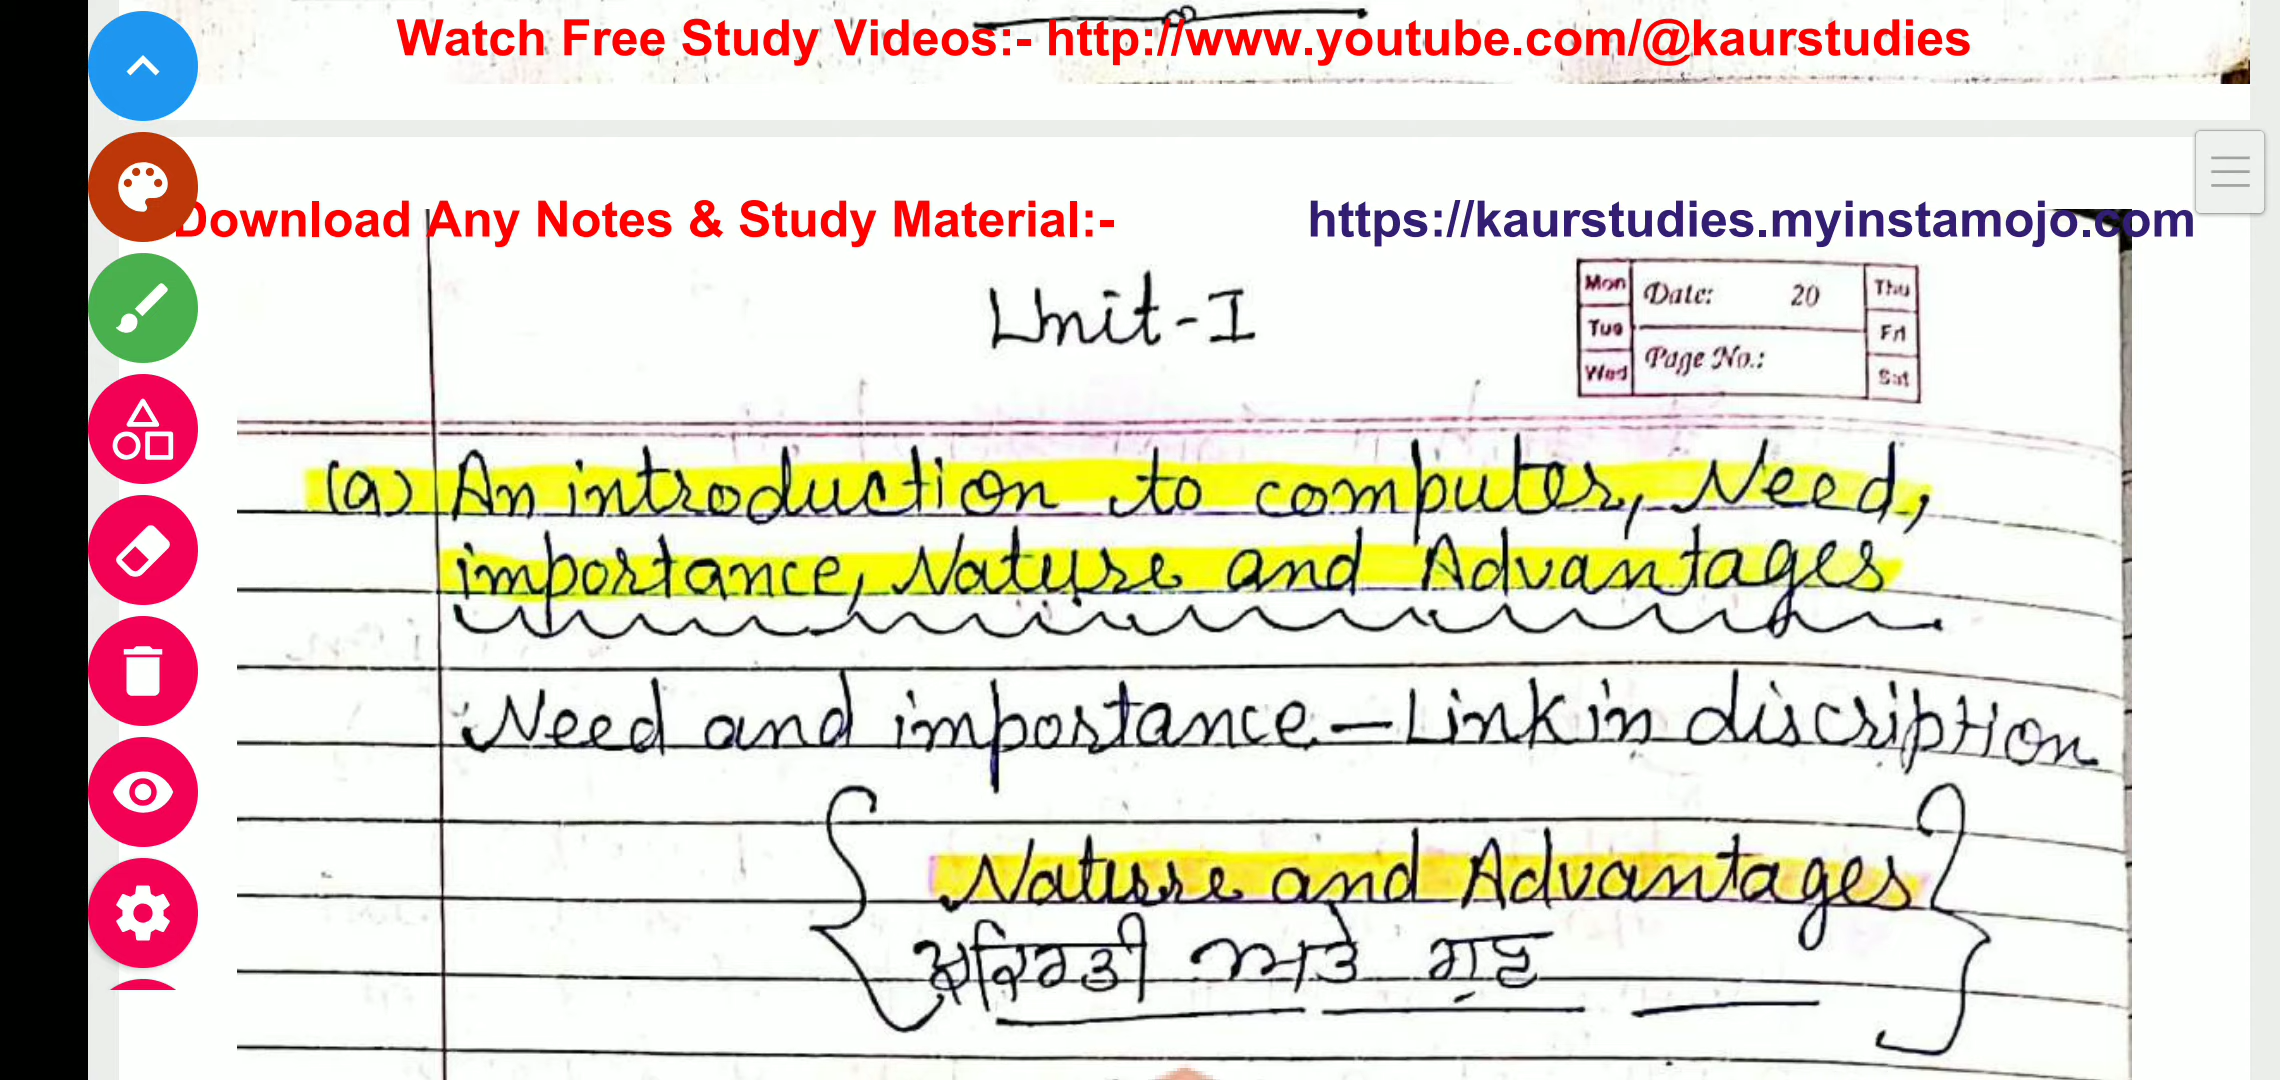 Watch Free Study Videos:- http://www.youtube.com/@kaurstudies
Download Any Notes & Study Material:- https://kaurstudies.myinstamojo.com
Unit-I
Mon Date: 20 Thu
Tue Fri
Wed Page No.: Sat
(a) An introduction to computer, Need,
importance, Nature and Advantages
Need and importance - Link in discription
Nature and Advantages
ਅਤੇ ਗੁਣ